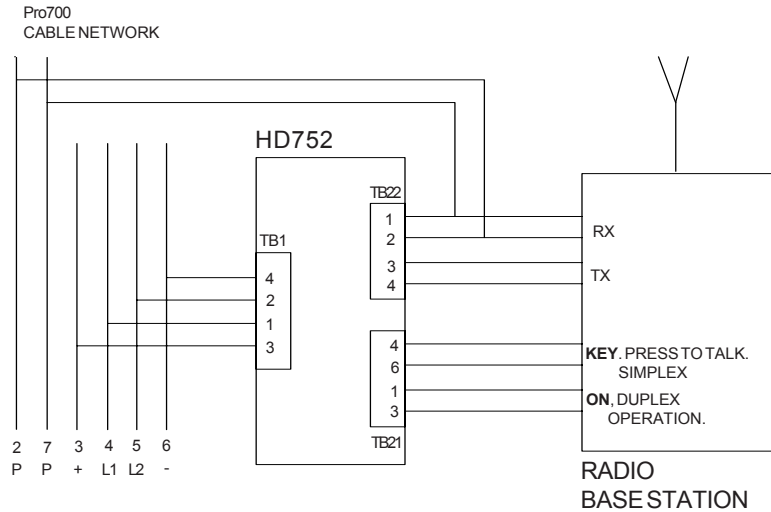 Pro700
CABLE NETWORK
HD752
TB22
1
2
3
4
RX
TX
TB1
4
2
1
3
4
6
1
3
TB21
KEY. PRESS TO TALK.
SIMPLEX
ON, DUPLEX
OPERATION.
2 7 3 4 5 6
P P + L1 L2 -
RADIO
BASE STATION